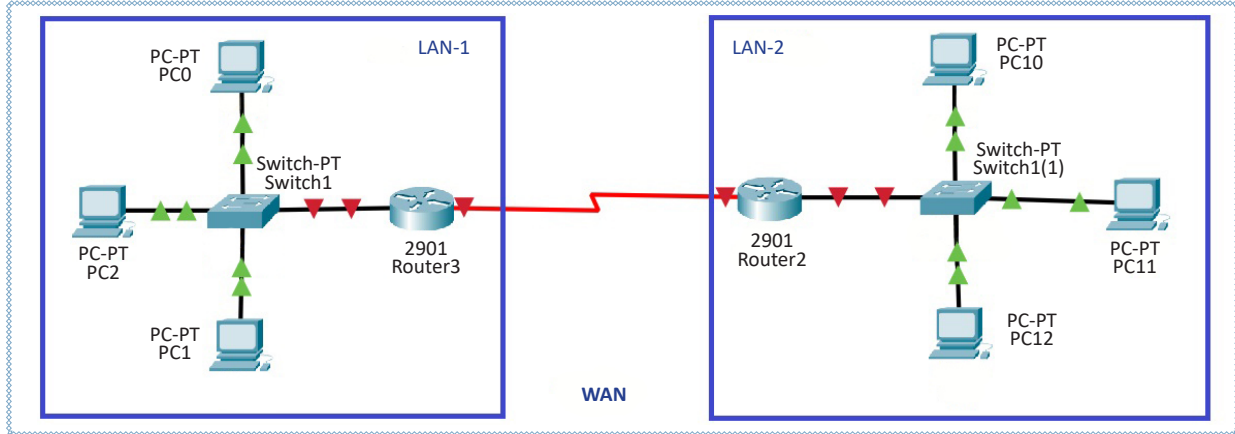 LAN-1
PC-PT
PC0
Switch-PT
Switch1
PC-PT
PC2
2901
Router3
PC-PT
PC1
WAN
LAN-2
PC-PT
PC10
Switch-PT
Switch1(1)
2901
Router2
PC-PT
PC11
PC-PT
PC12